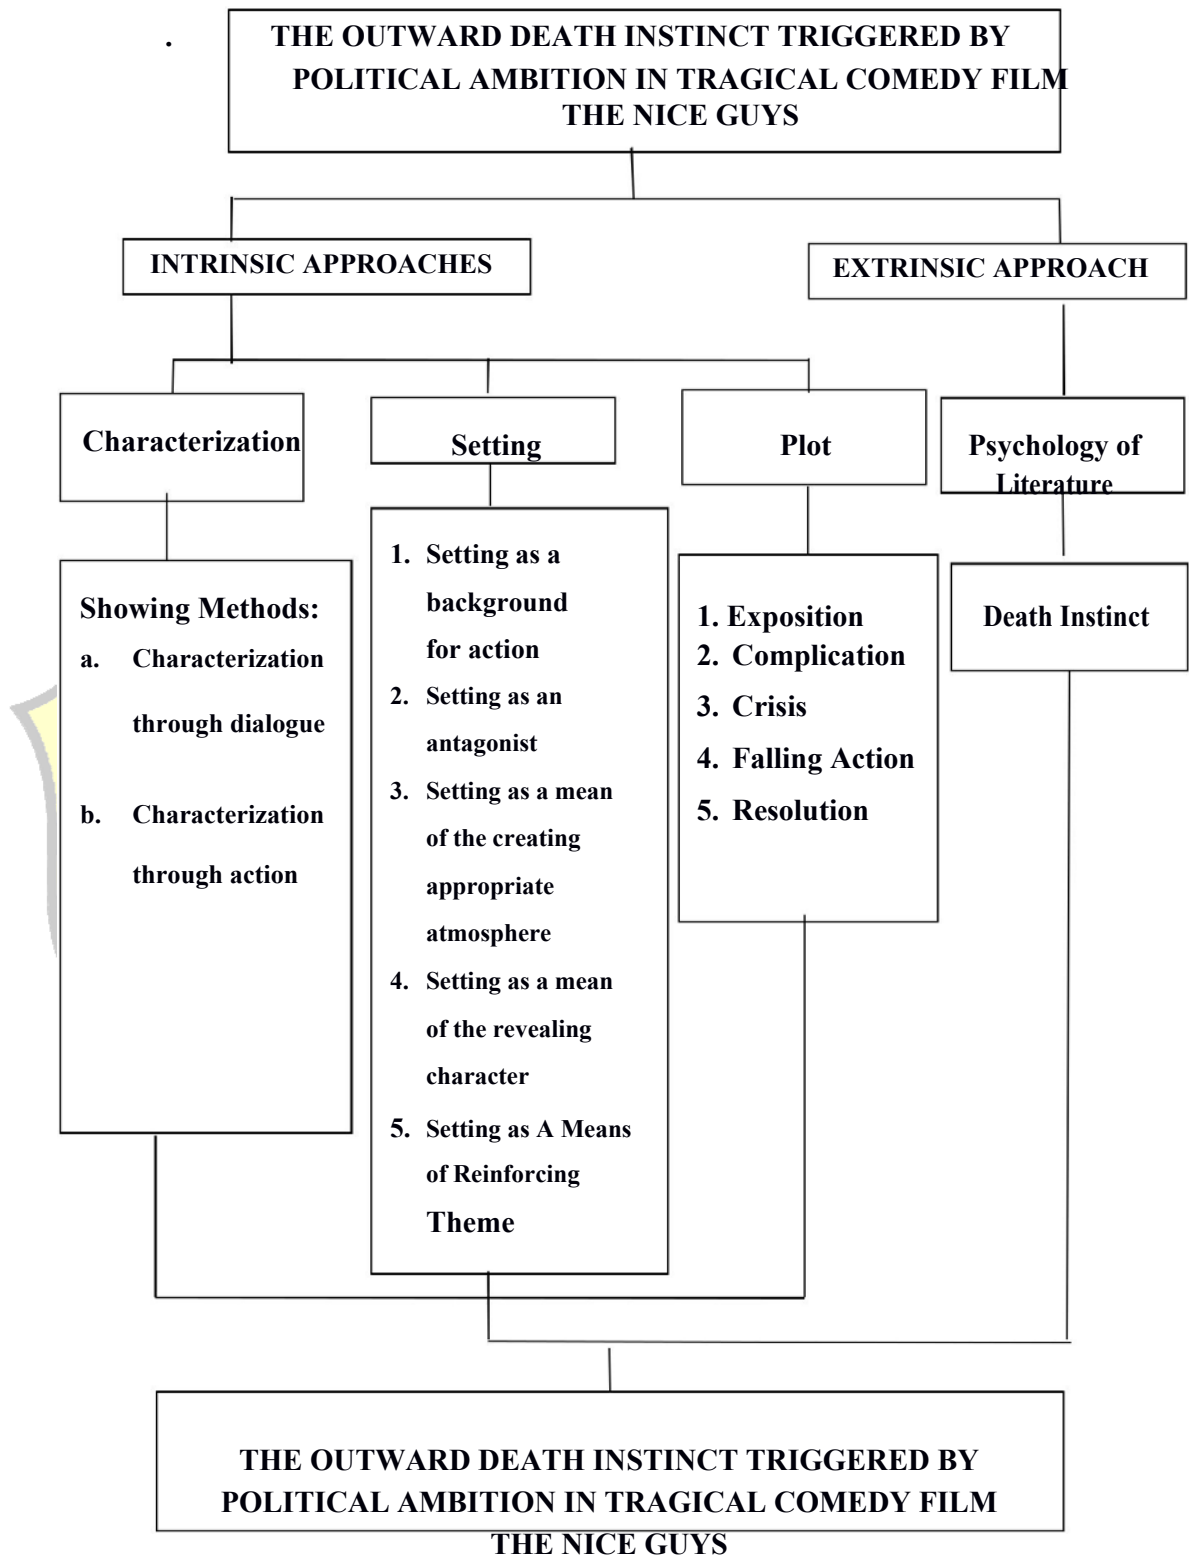 .
THE OUTWARD DEATH INSTINCT TRIGGERED BY
POLITICAL AMBITION IN TRAGICAL COMEDY FILM
THE NICE GUYS
INTRINSIC APPROACHES
EXTRINSIC APPROACH
Characterization
Setting
Plot
Psychology of
Literature
Showing Methods:
a. Characterization
through dialogue
b. Characterization
through action
1. Setting as a
background
for action
2. Setting as an
antagonist
3. Setting as a mean
of the creating
appropriate
atmosphere
4. Setting as a mean
of the revealing
character
5. Setting as A Means
of Reinforcing
Theme
1. Exposition
2. Complication
3. Crisis
4. Falling Action
5. Resolution
Death Instinct
THE OUTWARD DEATH INSTINCT TRIGGERED BY
POLITICAL AMBITION IN TRAGICAL COMEDY FILM
THE NICE GUYS